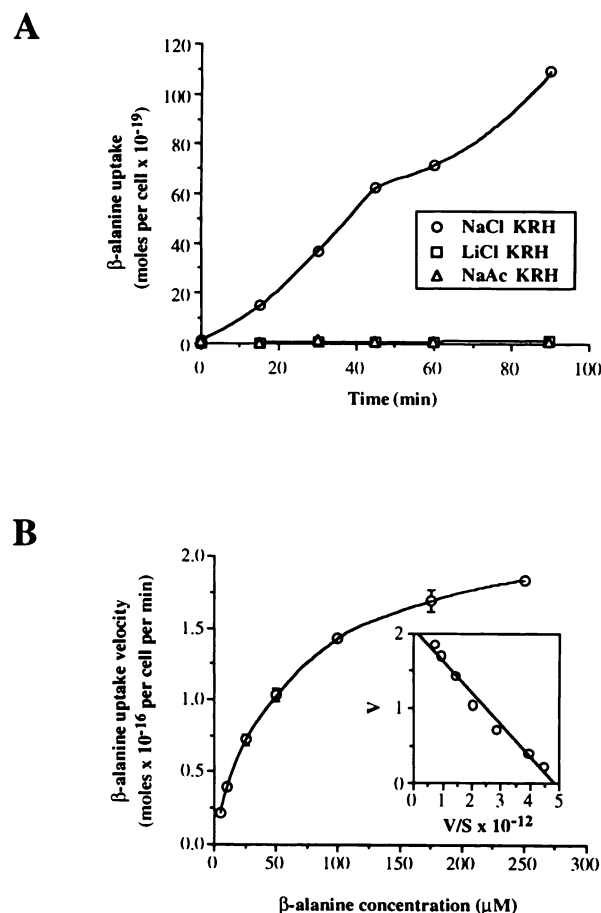 A
β-alanine uptake
(moles per cell x 10⁻¹⁹)
120
100
80
60
40
20
0
NaCl KRH
LiCl KRH
NaAc KRH
0 20 40 60 80 100
Time (min)
B
β-alanine uptake velocity
(moles x 10⁻¹⁶ per cell per min)
2.0
1.5
1.0
0.5
0.0
V
2
1
0
0 1 2 3 4 5
V/S x 10⁻¹²
0 50 100 150 200 250 300
β-alanine concentration (μM)